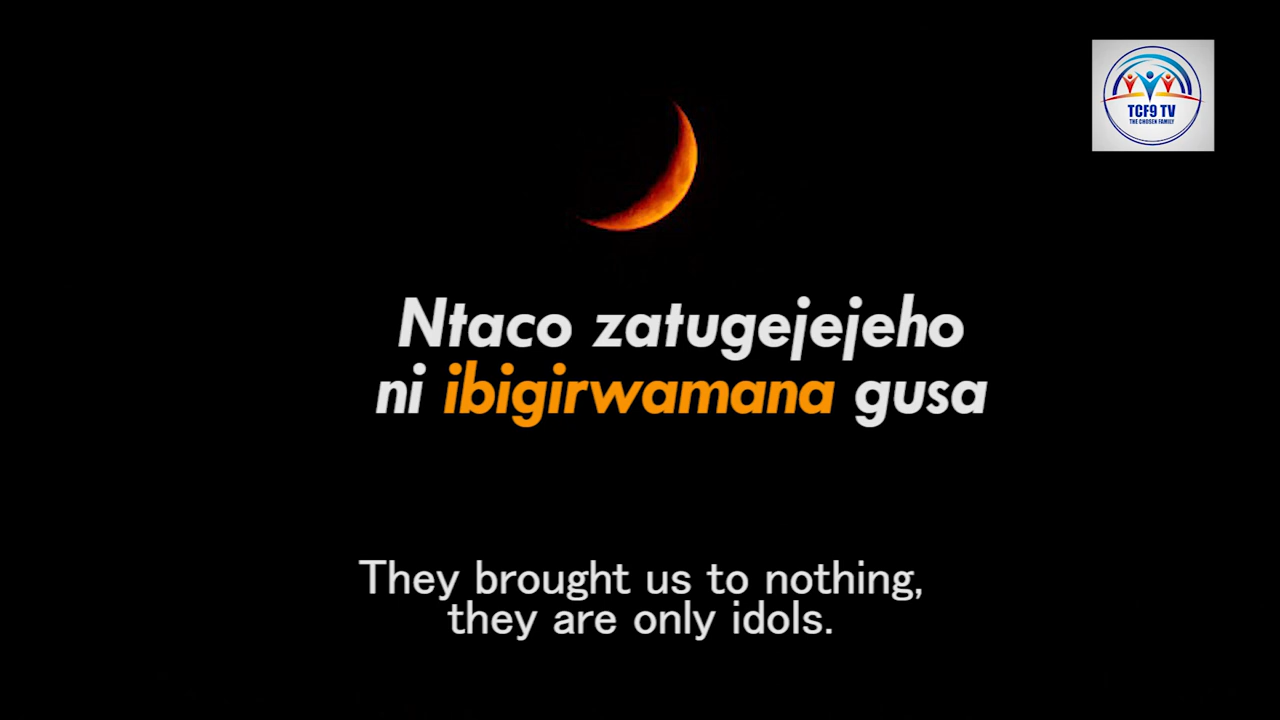 TCF9 TV
THE CHOSEN FAMILY
Ntaco zatugejejeho
ni ibigirwamana gusa
They brought us to nothing,
they are only idols.